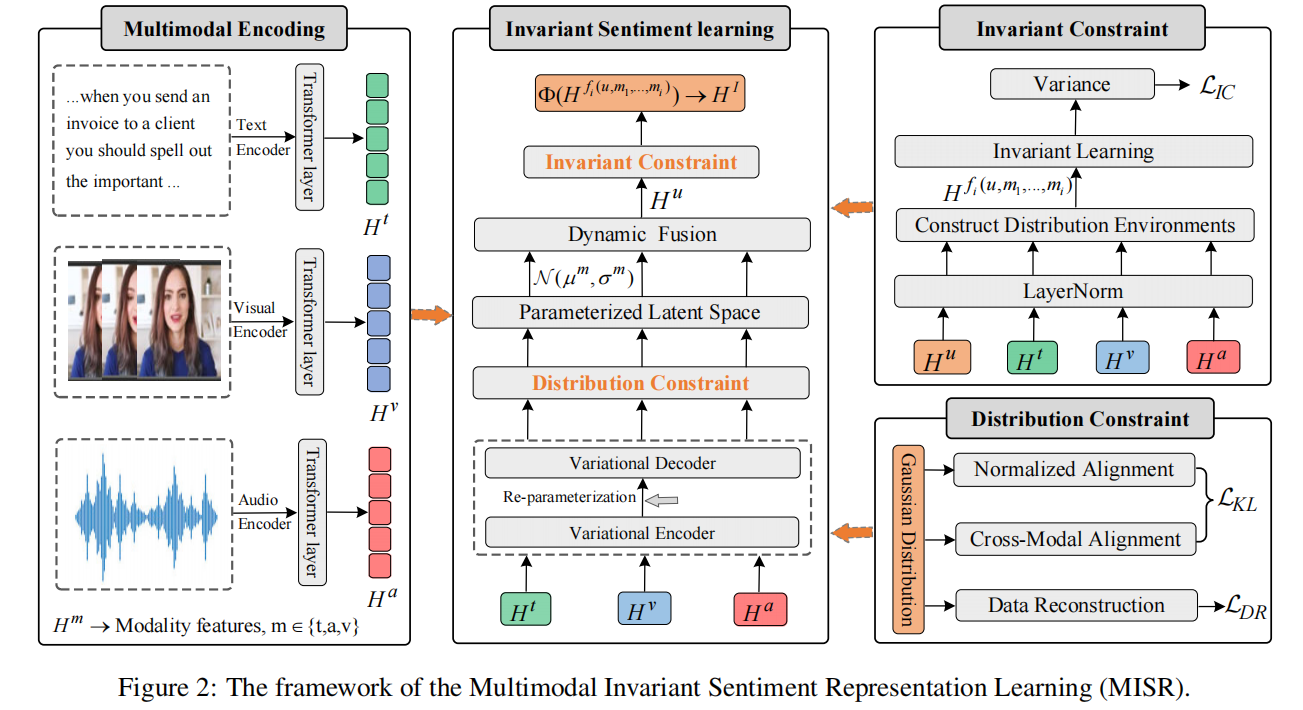 Multimodal Encoding
...when you send an
invoice to a client
you should spell out
the important ...
Text
Encoder
Transformer layer
H^t
Visual
Encoder
Transformer layer
H^v
Audio
Encoder
Transformer layer
H^a
H^m → Modality features, m ∈ {t,a,v}
Invariant Sentiment learning
Φ(H^{f_i(u,m_1,...,m_i)}) → H^I
Invariant Constraint
H^u
Dynamic Fusion
N(μ^m, σ^m)
Parameterized Latent Space
Distribution Constraint
Variational Decoder
Re-parameterization
Variational Encoder
H^t H^v H^a
Invariant Constraint
Variance
L_IC
Invariant Learning
H^{f_i(u,m_1,...,m_i)}
Construct Distribution Environments
LayerNorm
H^u H^t H^v H^a
Distribution Constraint
Gaussian Distribution
Normalized Alignment
L_KL
Cross-Modal Alignment
Data Reconstruction
L_DR
Figure 2: The framework of the Multimodal Invariant Sentiment Representation Learning (MISR).